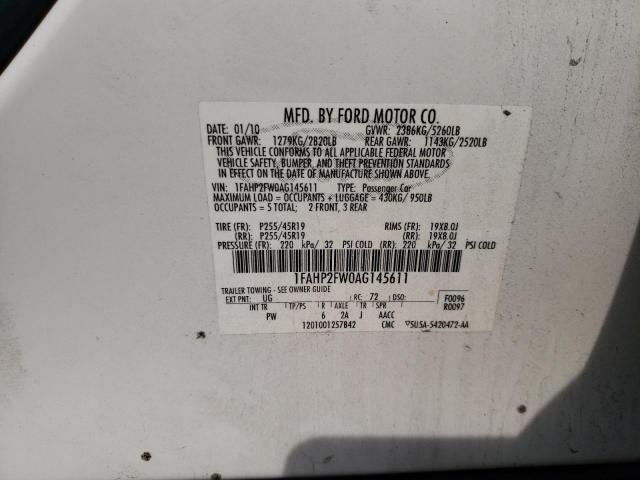 MFD. BY FORD MOTOR CO.
DATE: 01/10 GVWR: 2386KG/5260LB
FRONT GAWR: 1279KG/2820LB REAR GAWR: 1143KG/2520LB
THIS VEHICLE CONFORMS TO ALL APPLICABLE FEDERAL MOTOR
VEHICLE SAFETY, BUMPER, AND THEFT PREVENTION STANDARDS
IN EFFECT ON THE DATE OF MANUFACTURE SHOWN ABOVE.
VIN: 1FAHP2FW0AG145611 TYPE: Passenger Car
MAXIMUM LOAD = OCCUPANTS + LUGGAGE = 430KG/ 950LB
OCCUPANTS = 5 TOTAL: 2 FRONT, 3 REAR
TIRE (FR): P255/45R19 RIMS (FR): 19X8.0J
(RR): P255/45R19 (RR): 19X8.0J
PRESSURE (FR): 220 kPa/ 32 PSI COLD (RR): 220 kPa/ 32 PSI COLD
1FAHP2FW0AG145611
TRAILER TOWING - SEE OWNER GUIDE
EXT PNT: UG RC: 72 DSO: F0096
INT TR TP/PS R AXLE TR SPR R0097
PW 6 2A J AACC
1201001257842 CMC 5U5A-5420472-AA